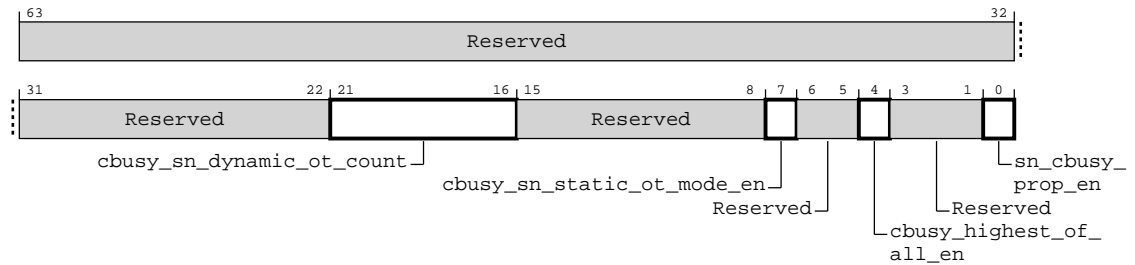 63 32
Reserved
31 22 21 16 15 8 7 6 5 4 3 1 0
Reserved Reserved
cbusy_sn_dynamic_ot_count
sn_cbusy_
prop_en
cbusy_sn_static_ot_mode_en
Reserved
Reserved
cbusy_highest_of_
all_en